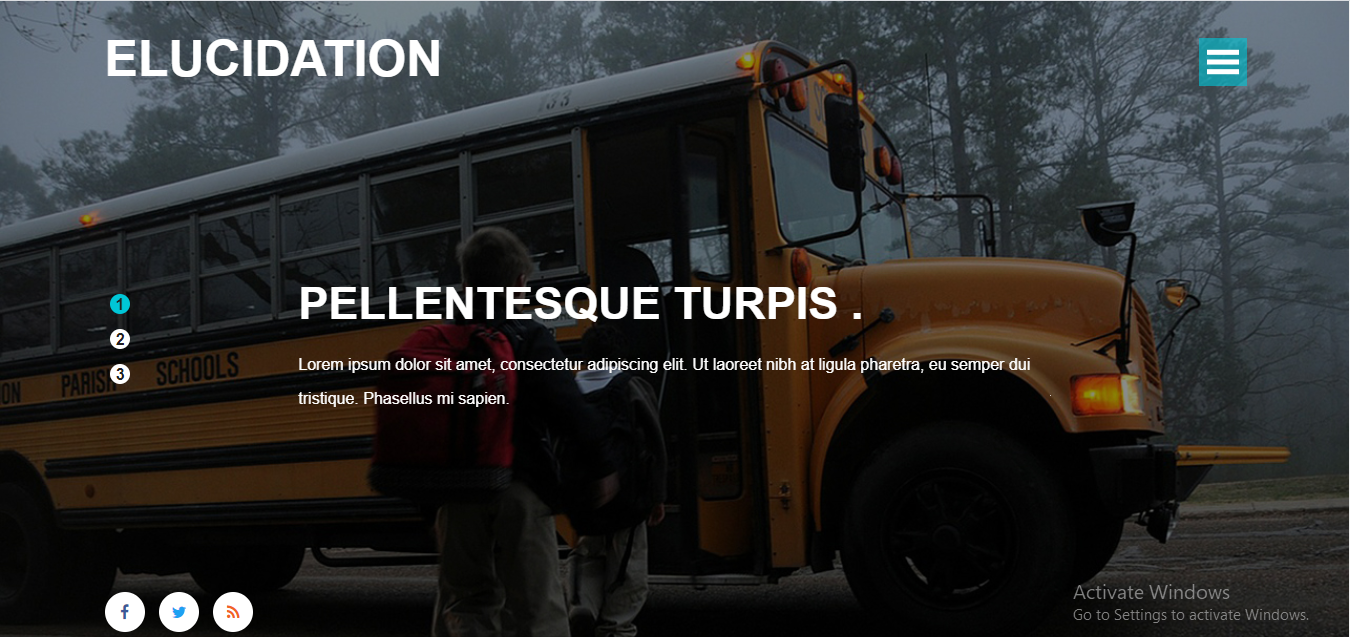 ELUCIDATION
133
1
2
3
PELLENTESQUE TURPIS .
Lorem ipsum dolor sit amet, consectetur adipiscing elit. Ut laoreet nibh at ligula pharetra, eu semper dui
tristique. Phasellus mi sapien.
PARISH SCHOOLS
Activate Windows
Go to Settings to activate Windows.